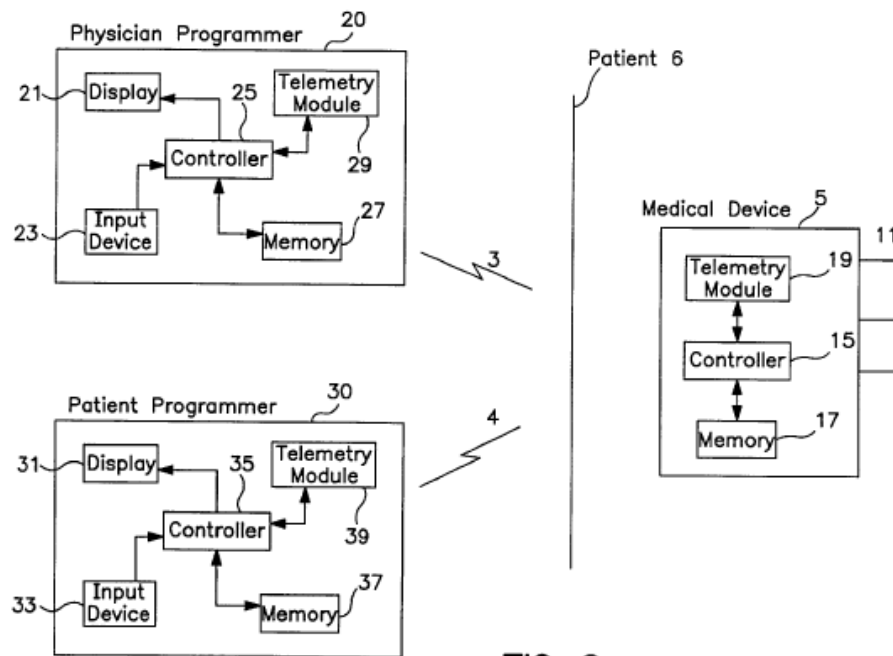 Physician Programmer
20
21
Display
25
Telemetry
Module
29
Controller
23
Input
Device
27
Memory
3
Patient 6
Medical Device
5
11
Telemetry
Module
19
Controller
15
Memory
17
Patient Programmer
30
4
31
Display
35
Telemetry
Module
39
Controller
33
Input
Device
37
Memory